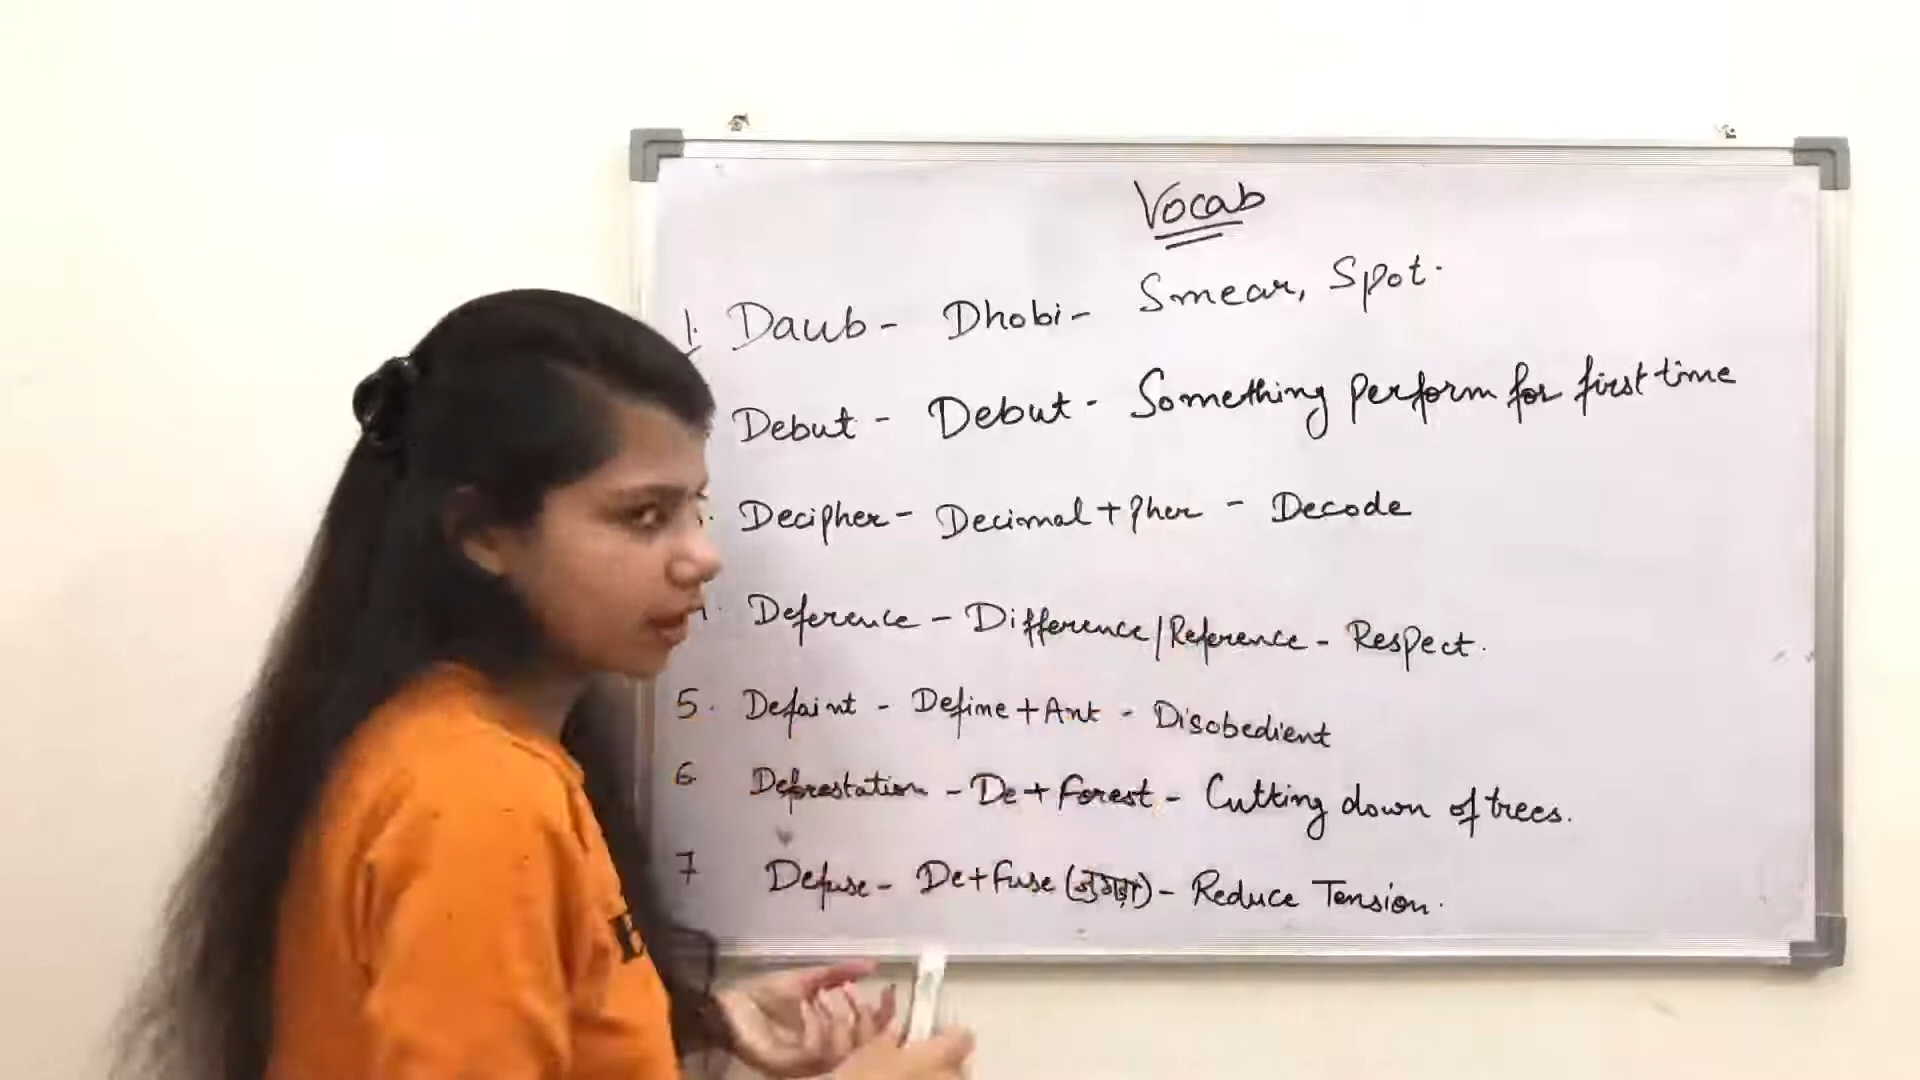 Vocab
1. Daub - Dhobi - Smear, Spot.
Debut - Debut - Something perform for first time
Decipher - Decimal + Pher - Decode
Deference - Difference/Reference - Respect.
5. Defaint - Define + Ant - Disobedient
6 Deforestation - De + Forest - Cutting down of trees.
7 Defuse - De + Fuse (झगड़ा) - Reduce Tension.